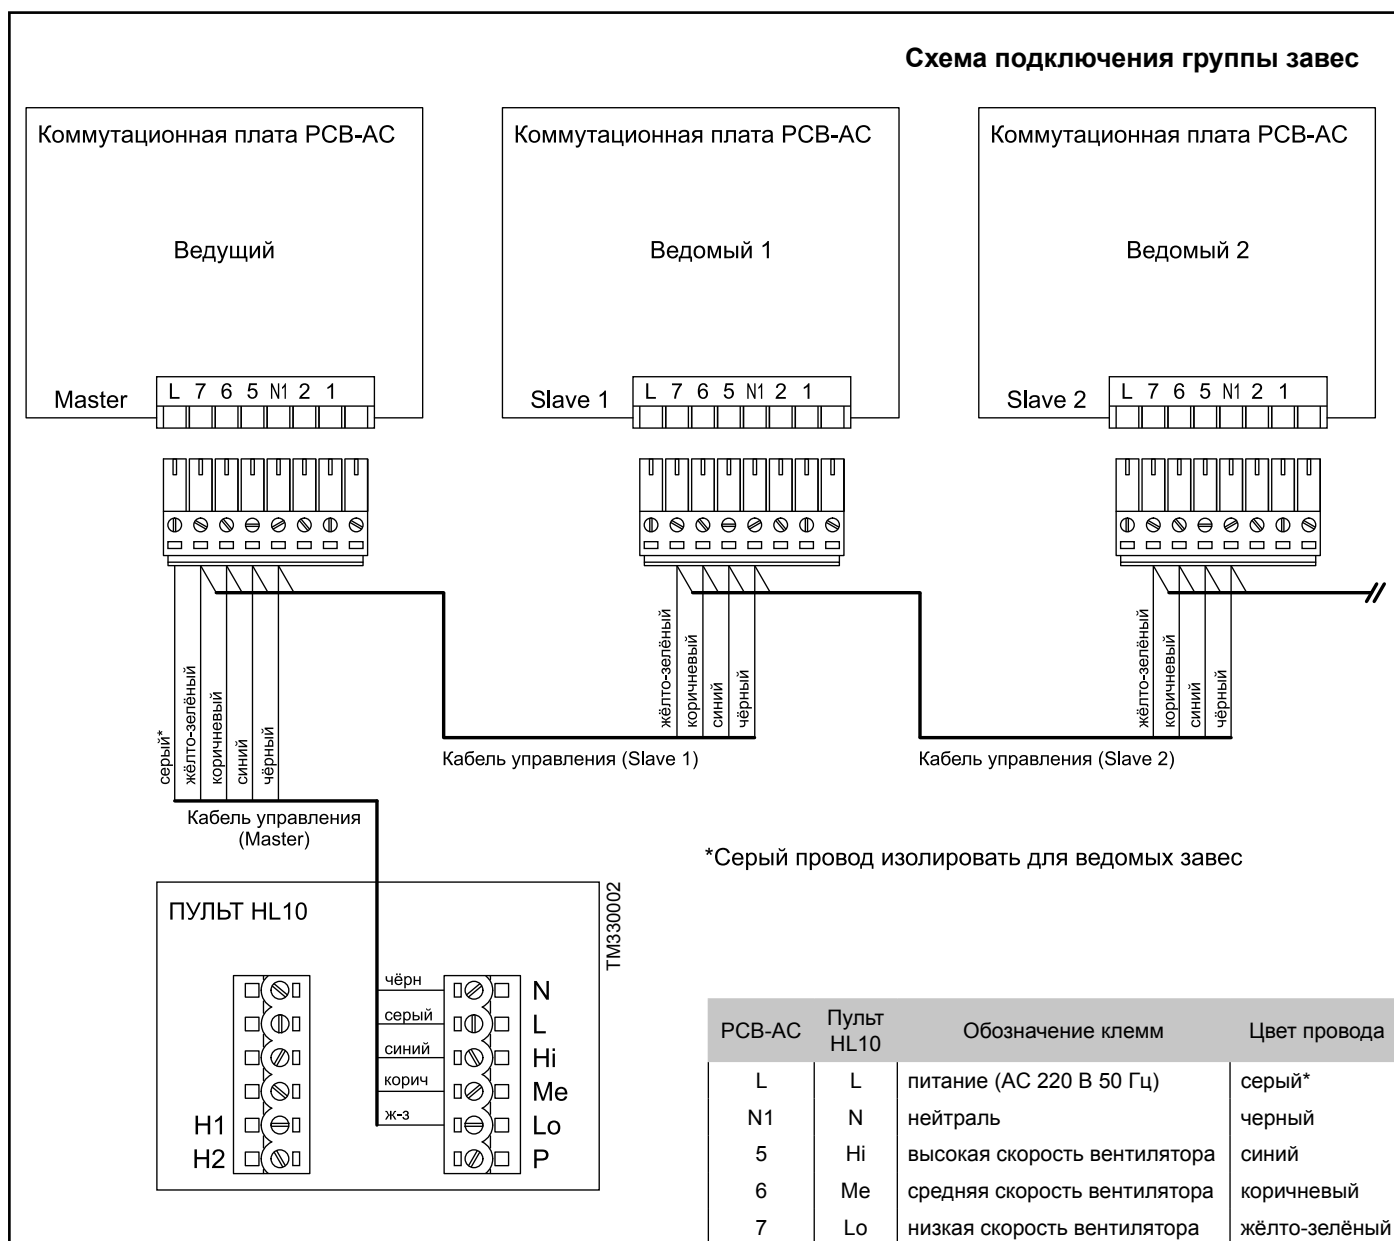 Схема подключения группы завес
Коммутационная плата PCB-AC
Ведущий
Master
L 7 6 5 N1 2 1
Коммутационная плата PCB-AC
Ведомый 1
Slave 1
L 7 6 5 N1 2 1
Коммутационная плата PCB-AC
Ведомый 2
Slave 2
L 7 6 5 N1 2 1
серый*
жёлто-зелёный
коричневый
синий
чёрный
Кабель управления
(Master)
жёлто-зелёный
коричневый
синий
чёрный
Кабель управления (Slave 1)
жёлто-зелёный
коричневый
синий
чёрный
Кабель управления (Slave 2)
*Серый провод изолировать для ведомых завес
ПУЛЬТ HL10
TM330002
H1
H2
чёрн N
серый L
синий Hi
корич Me
ж-з Lo
P
PCB-AC Пульт HL10 Обозначение клемм Цвет провода
L L питание (AC 220 В 50 Гц) серый*
N1 N нейтраль черный
5 Hi высокая скорость вентилятора синий
6 Me средняя скорость вентилятора коричневый
7 Lo низкая скорость вентилятора жёлто-зелёный